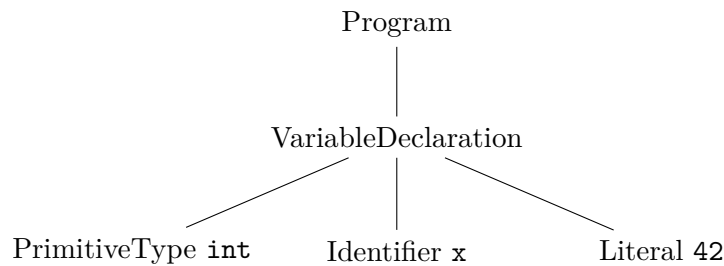 Program
VariableDeclaration
PrimitiveType int
Identifier x
Literal 42